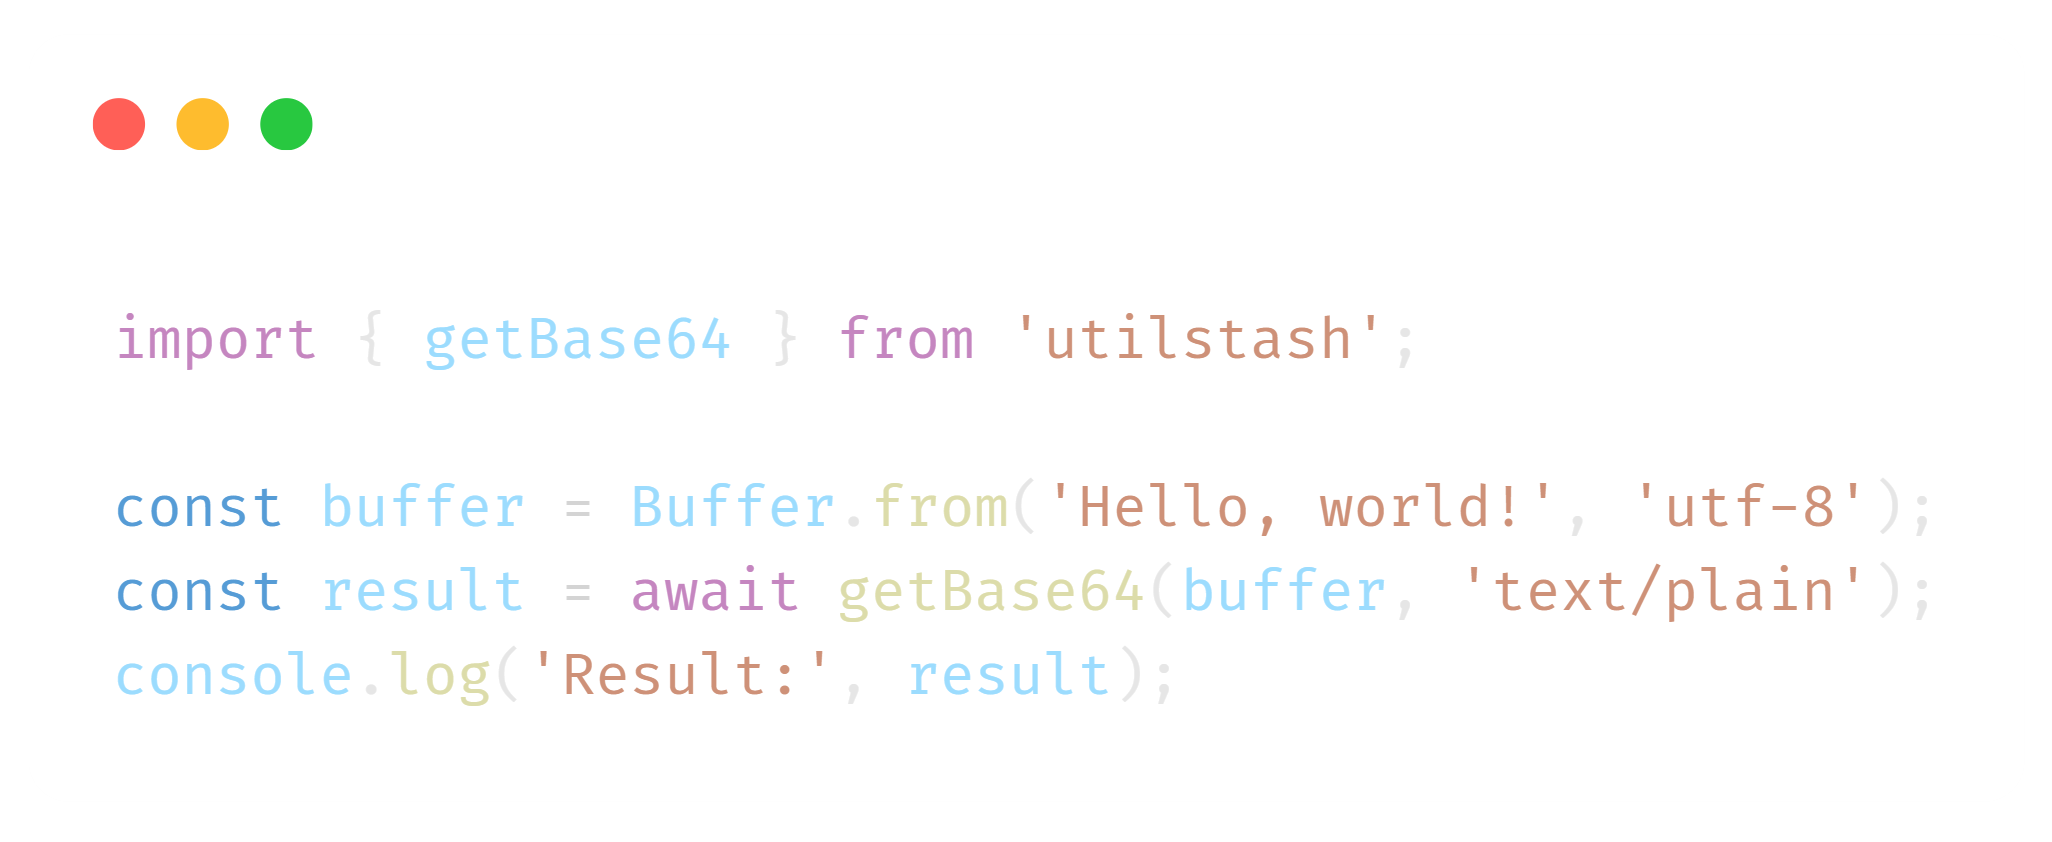 import { getBase64 } from 'utilstash';
const buffer = Buffer.from('Hello, world!', 'utf-8');
const result = await getBase64(buffer, 'text/plain');
console.log('Result:', result);